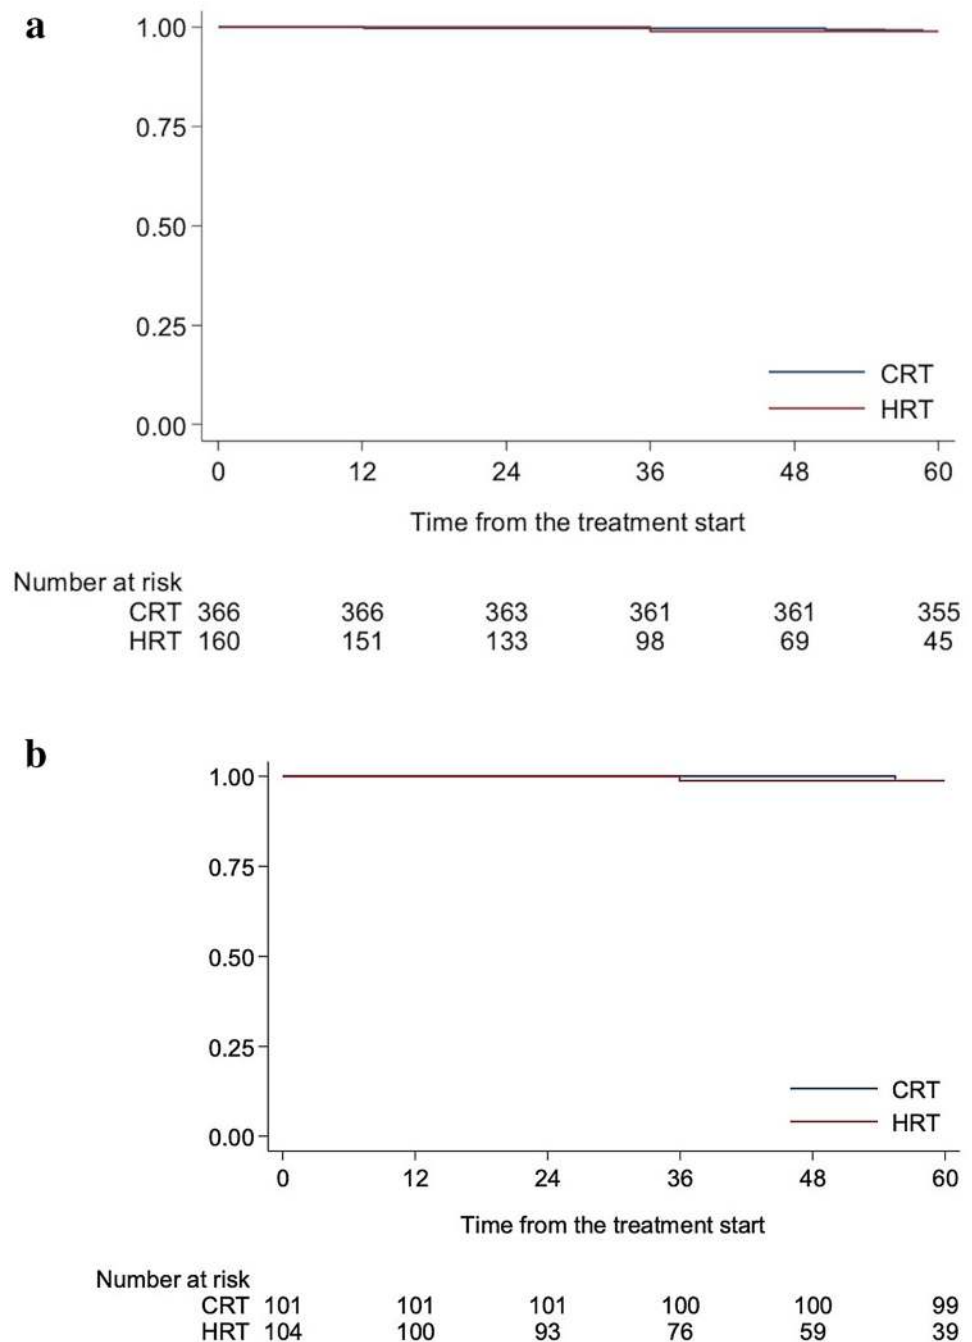 a
1.00
0.75
0.50
0.25
0.00
CRT
HRT
0 12 24 36 48 60
Time from the treatment start
Number at risk
CRT 366 366 363 361 361 355
HRT 160 151 133 98 69 45
b
1.00
0.75
0.50
0.25
0.00
CRT
HRT
0 12 24 36 48 60
Time from the treatment start
Number at risk
CRT 101 101 101 100 100 99
HRT 104 100 93 76 59 39